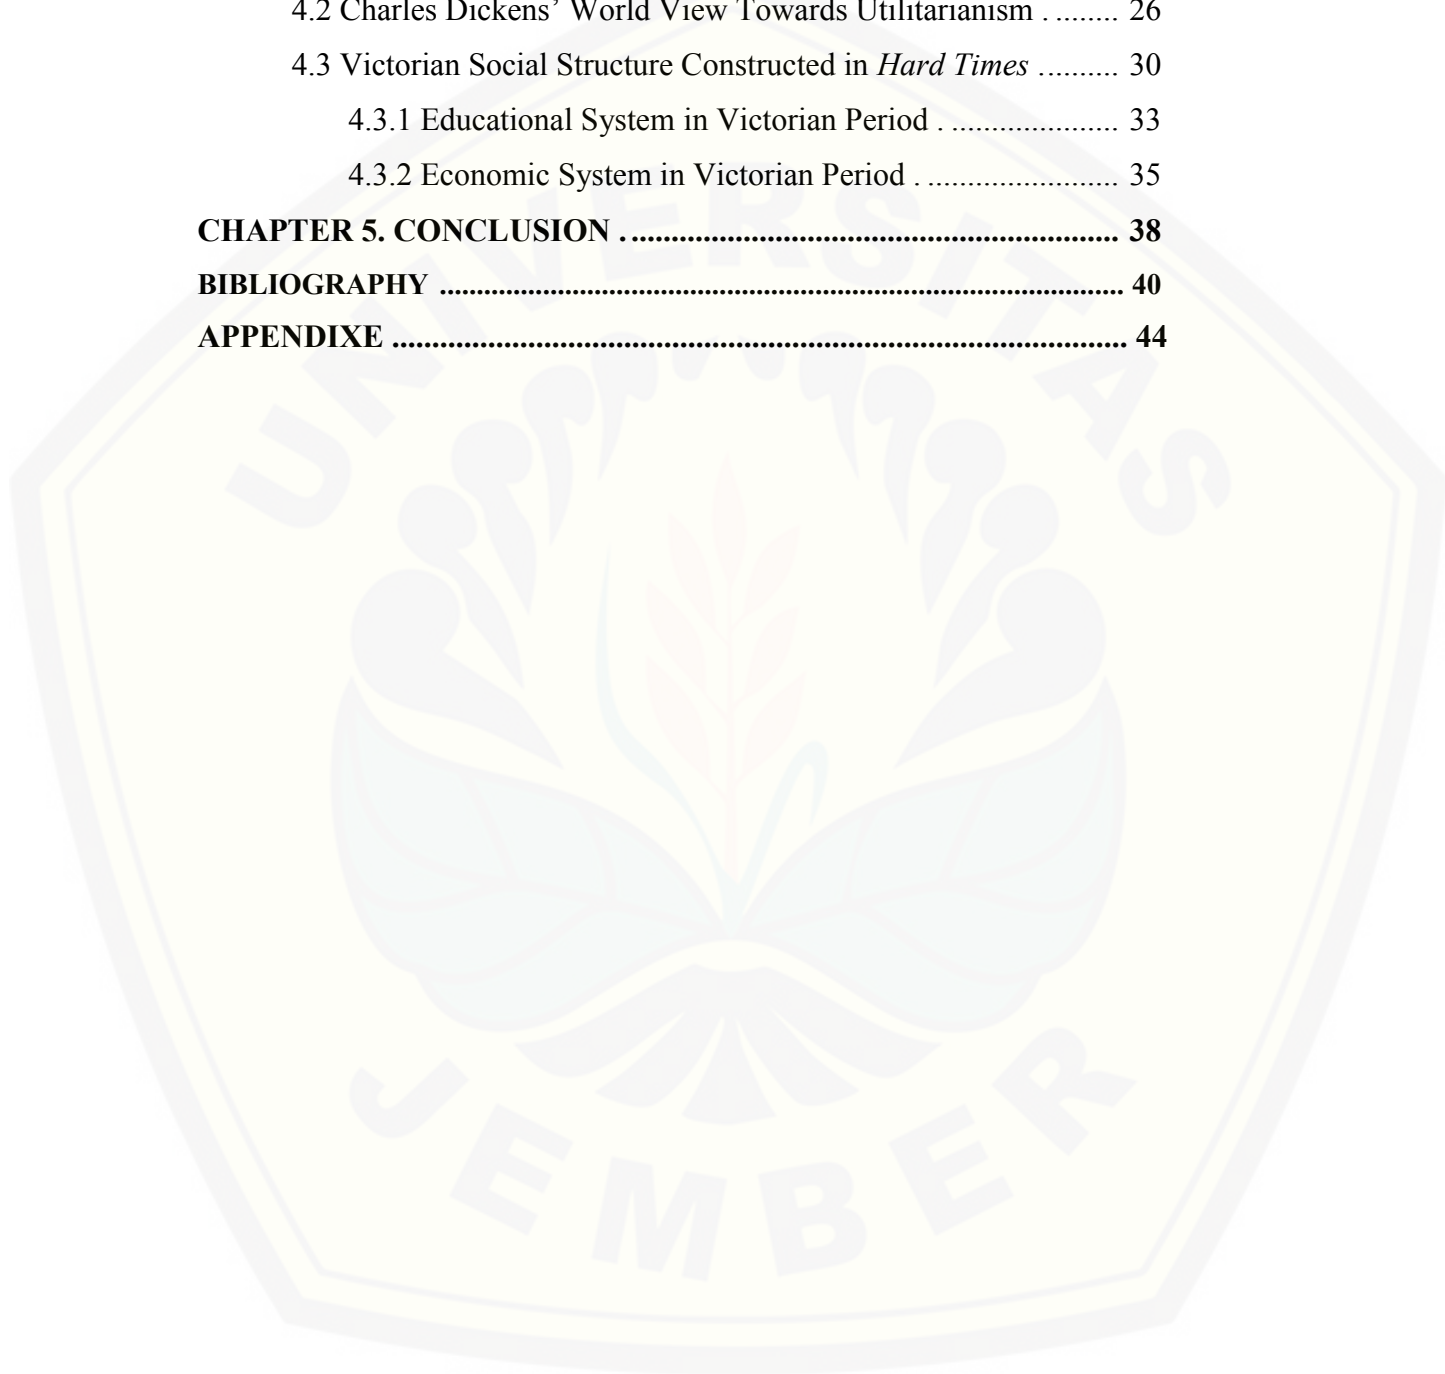 4.2 Charles Dickens’ World View Towards Utilitarianism . ........ 26
4.3 Victorian Social Structure Constructed in Hard Times .......... 30
4.3.1 Educational System in Victorian Period . ..................... 33
4.3.2 Economic System in Victorian Period . ........................ 35
CHAPTER 5. CONCLUSION . ............................................................. 38
BIBLIOGRAPHY ............................................................................................. 40
APPENDIXE .................................................................................................... 44
UNIVERSITAS
JEMBER